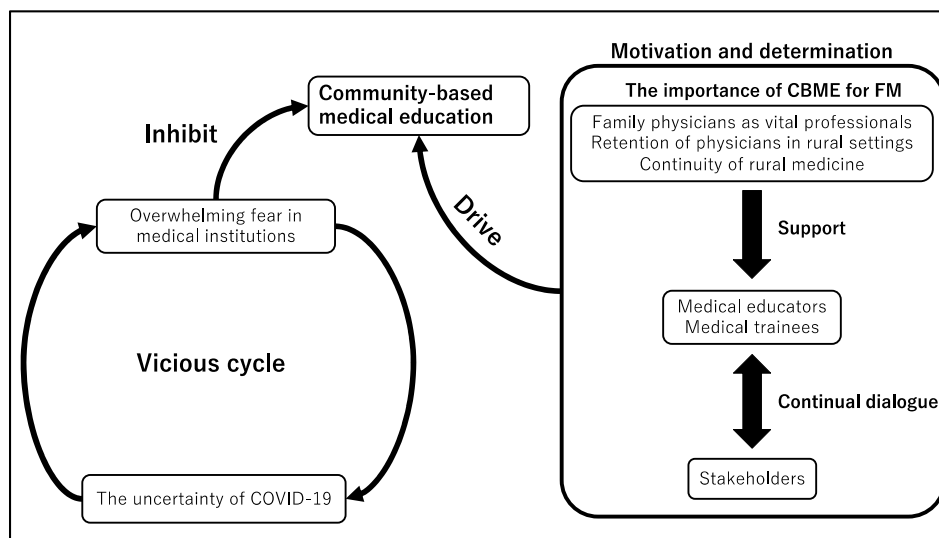 Motivation and determination
The importance of CBME for FM
Family physicians as vital professionals
Retention of physicians in rural settings
Continuity of rural medicine
Support
Medical educators
Medical trainees
Continual dialogue
Stakeholders
Community-based
medical education
Inhibit
Drive
Overwhelming fear in
medical institutions
Vicious cycle
The uncertainty of COVID-19